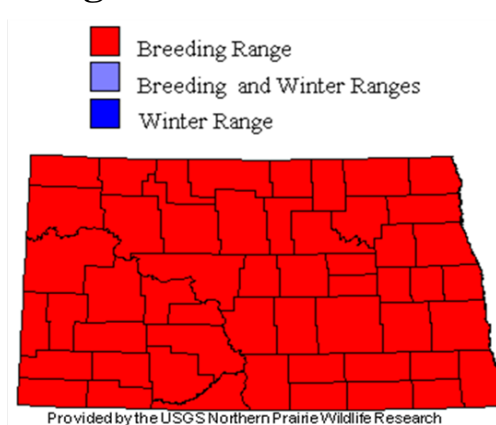 Breeding Range
Breeding and Winter Ranges
Winter Range
Provided by the USGS Northern Prairie Wildlife Research